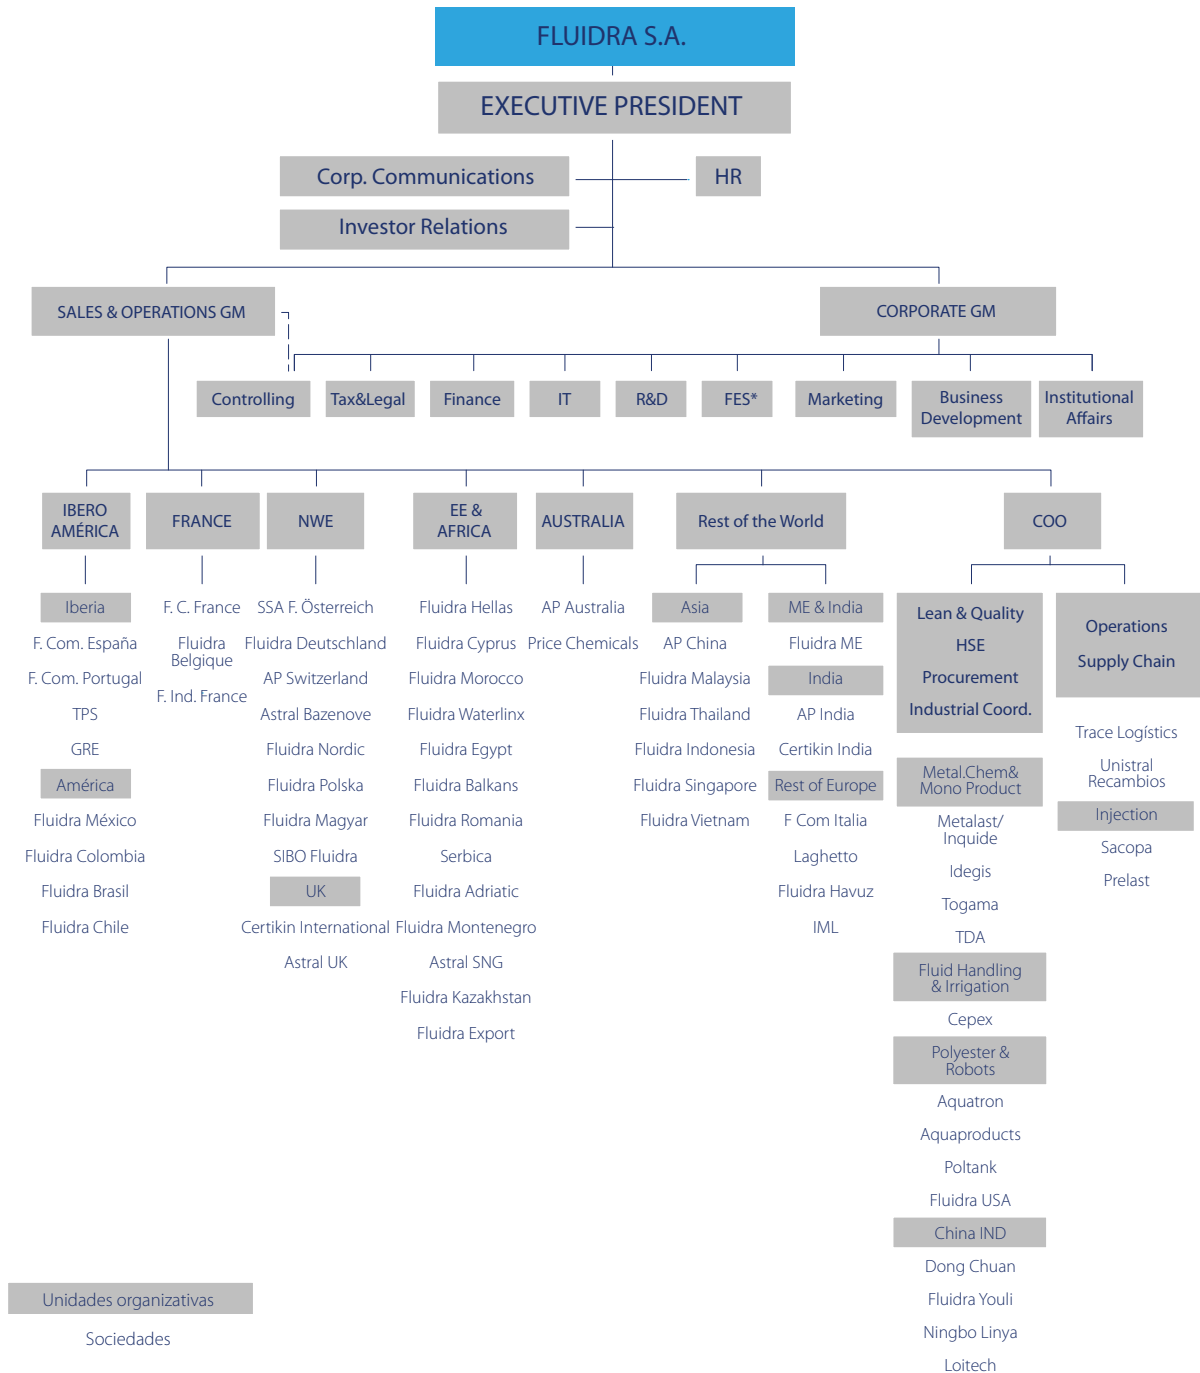 FLUIDRA S.A.
EXECUTIVE PRESIDENT
Corp. Communications
HR
Investor Relations
SALES & OPERATIONS GM
CORPORATE GM
Controlling
Tax&Legal
Finance
IT
R&D
FES*
Marketing
Business
Development
Institutional
Affairs
IBERO
AMÉRICA
FRANCE
NWE
EE &
AFRICA
AUSTRALIA
Rest of the World
COO
Iberia
F. Com. España
F. Com. Portugal
TPS
GRE
América
Fluidra México
Fluidra Colombia
Fluidra Brasil
Fluidra Chile
F. C. France
Fluidra
Belgique
F. Ind. France
SSA F. Österreich
Fluidra Deutschland
AP Switzerland
Astral Bazenove
Fluidra Nordic
Fluidra Polska
Fluidra Magyar
SIBO Fluidra
UK
Certikin International
Astral UK
Fluidra Hellas
Fluidra Cyprus
Fluidra Morocco
Fluidra Waterlinx
Fluidra Egypt
Fluidra Balkans
Fluidra Romania
Serbica
Fluidra Adriatic
Fluidra Montenegro
Astral SNG
Fluidra Kazakhstan
Fluidra Export
AP Australia
Price Chemicals
Asia
AP China
Fluidra Malaysia
Fluidra Thailand
Fluidra Indonesia
Fluidra Singapore
Fluidra Vietnam
ME & India
Fluidra ME
India
AP India
Certikin India
Rest of Europe
F Com Italia
Laghetto
Fluidra Havuz
IML
Lean & Quality
HSE
Procurement
Industrial Coord.
Metal.Chem&
Mono Product
Metalast/
Inquide
Idegis
Togama
TDA
Fluid Handling
& Irrigation
Cepex
Polyester &
Robots
Aquatron
Aquaproducts
Poltank
Fluidra USA
China IND
Dong Chuan
Fluidra Youli
Ningbo Linya
Loitech
Operations
Supply Chain
Trace Logístics
Unistral
Recambios
Injection
Sacopa
Prelast
Unidades organizativas
Sociedades